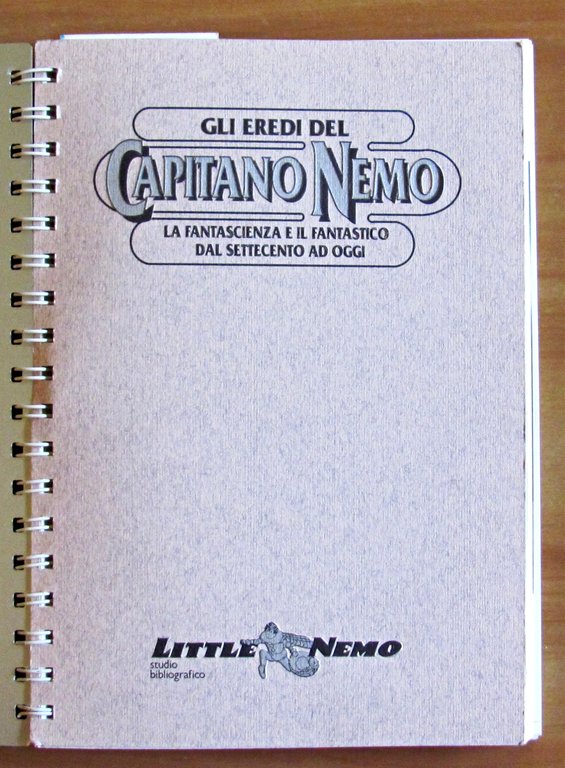 GLI EREDI DEL
CAPITANO NEMO
LA FANTASCIENZA E IL FANTASTICO
DAL SETTECENTO AD OGGI
LITTLE NEMO
studio
bibliografico